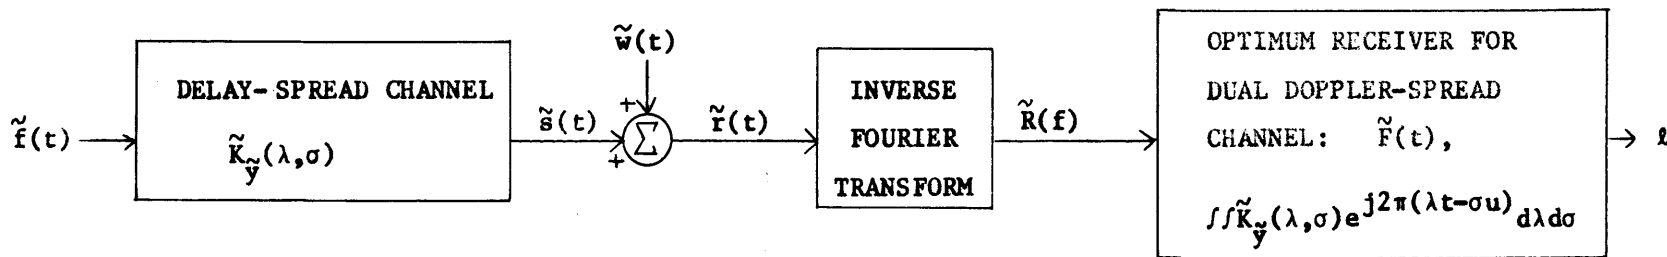 f̃(t)
DELAY-SPREAD CHANNEL
K̃ỹ(λ,σ)
s̃(t)
w̃(t)
+
Σ
+
r̃(t)
INVERSE
FOURIER
TRANSFORM
R̃(f)
OPTIMUM RECEIVER FOR
DUAL DOPPLER-SPREAD
CHANNEL: F̃(t),
∫∫K̃ỹ(λ,σ)e^j2π(λt-σu) dλdσ
ℓ